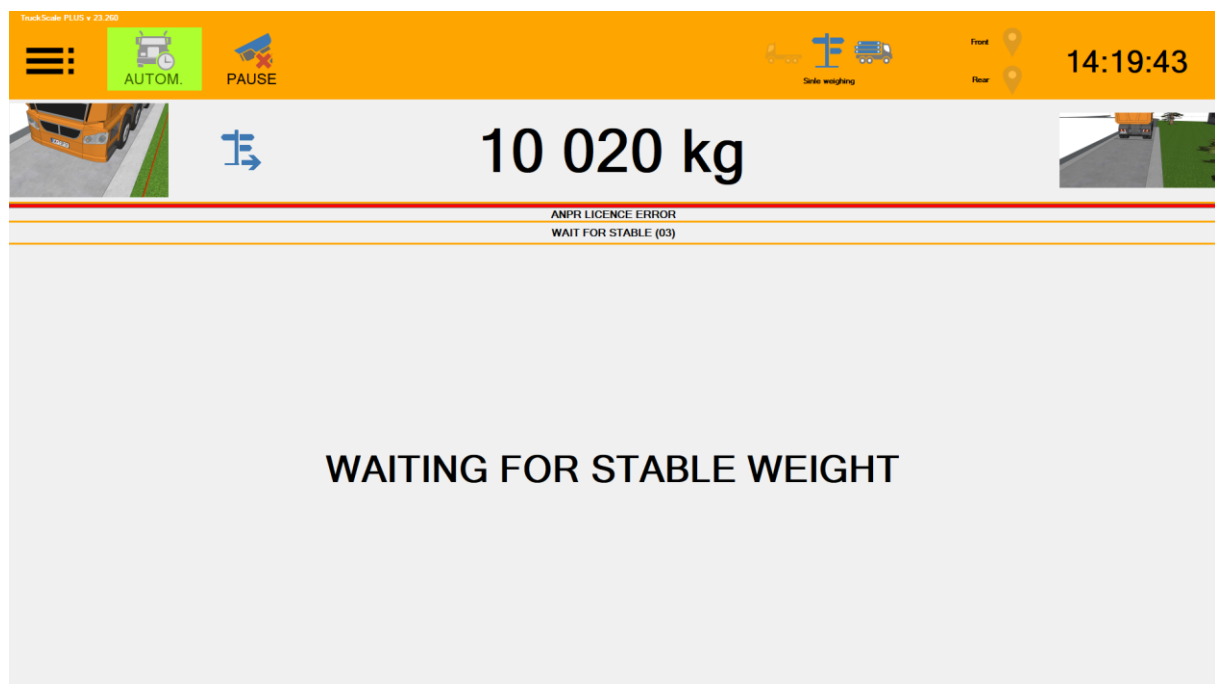 TruckScale PLUS v 23.260
AUTOM.
PAUSE
Sinle weighing
Front
Rear
14:19:43
10 020 kg
ANPR LICENCE ERROR
WAIT FOR STABLE (03)
WAITING FOR STABLE WEIGHT